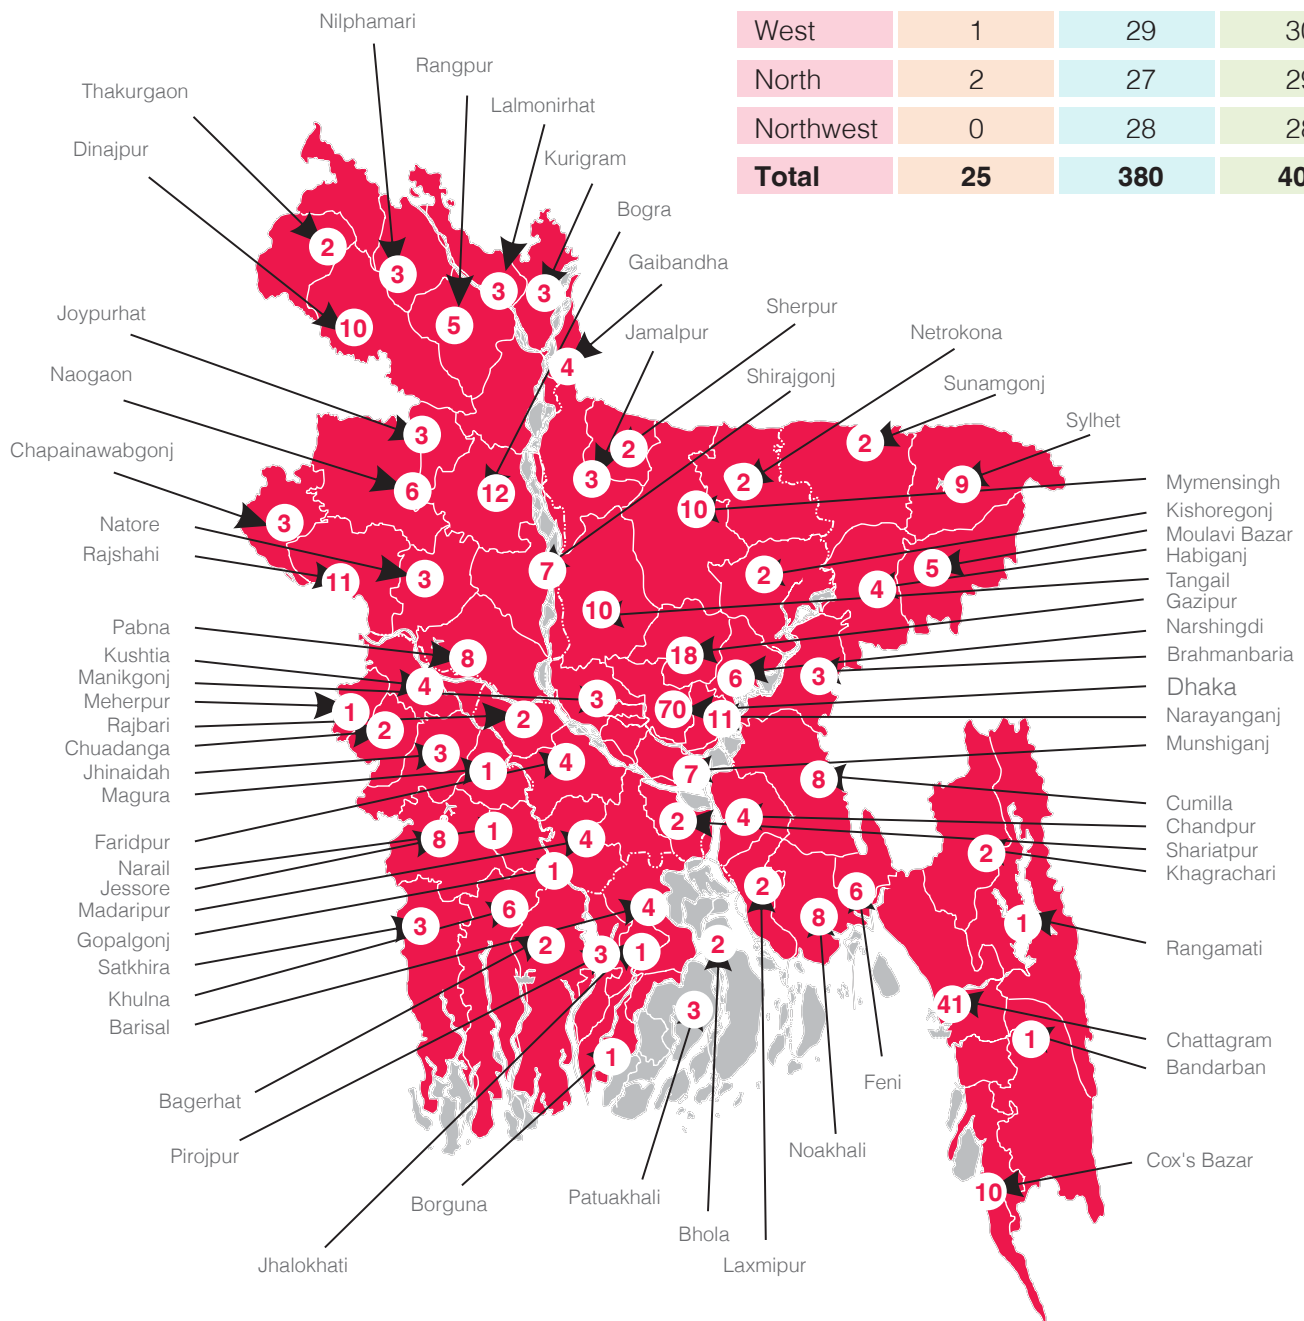 West 1 29 30
North 2 27 29
Northwest 0 28 28
Total 25 380 40
Nilphamari
Rangpur
Thakurgaon
Lalmonirhat
Dinajpur
Kurigram
Bogra
Gaibandha
Joypurhat
Sherpur
Jamalpur
Netrokona
Naogaon
Shirajgonj
Sunamgonj
Chapainawabgonj
Sylhet
Natore
Rajshahi
Pabna
Kushtia
Manikgonj
Meherpur
Rajbari
Chuadanga
Jhinaidah
Magura
Faridpur
Narail
Jessore
Madaripur
Gopalgonj
Satkhira
Khulna
Barisal
Bagerhat
Pirojpur
Jhalokhati
Borguna
Patuakhali
Bhola
Laxmipur
Noakhali
Feni
Mymensingh
Kishoregonj
Moulavi Bazar
Habiganj
Tangail
Gazipur
Narshingdi
Brahmanbaria
Dhaka
Narayanganj
Munshiganj
Cumilla
Chandpur
Shariatpur
Khagrachari
Rangamati
Chattagram
Bandarban
Cox's Bazar
2
3
3
3
10
5
4
3
2
2
3
2
9
6
12
10
3
11
3
7
2
4
5
10
18
8
4
6
3
1
2
2
3
70
11
3
1
4
7
8
8
1
4
2
4
2
1
3
6
4
2
8
6
1
2
3
1
2
3
41
1
1
10